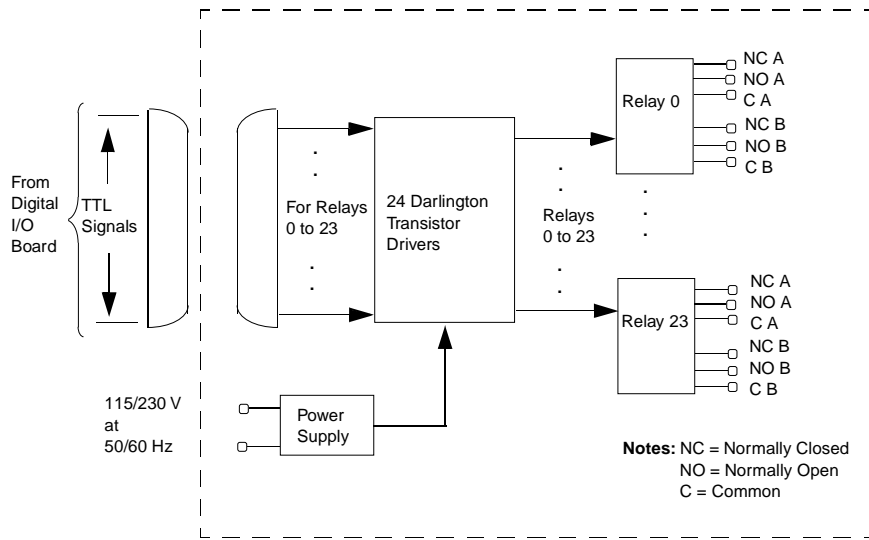 From
Digital
I/O
Board
TTL
Signals
For Relays
0 to 23
24 Darlington
Transistor
Drivers
Relays
0 to 23
Relay 0
NC A
NO A
C A
NC B
NO B
C B
Relay 23
NC A
NO A
C A
NC B
NO B
C B
115/230 V
at
50/60 Hz
Power
Supply
Notes: NC = Normally Closed
NO = Normally Open
C = Common